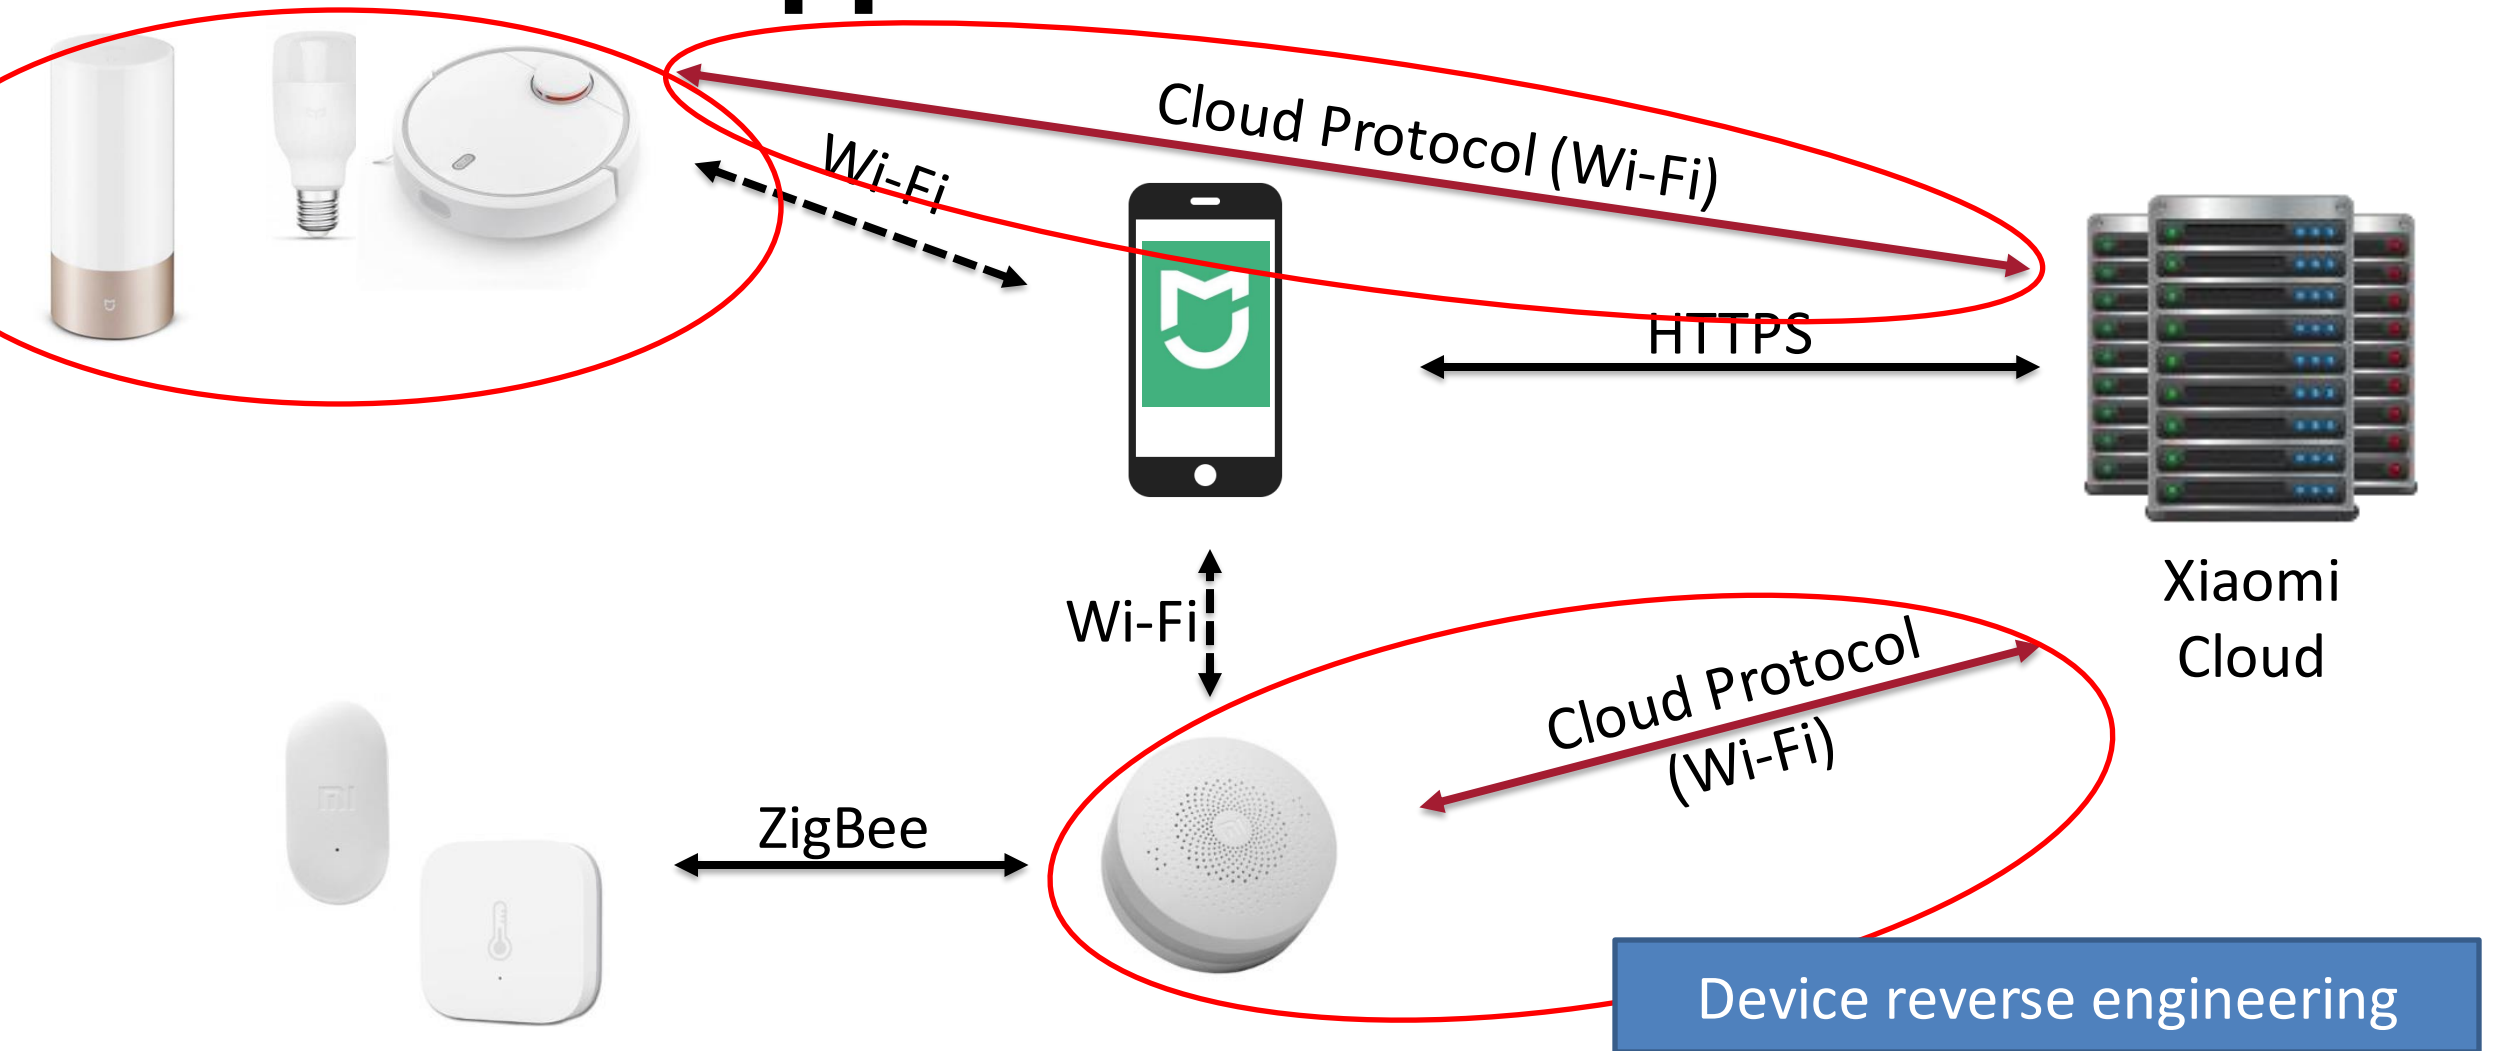 Cloud Protocol (Wi-Fi)
Wi-Fi
HTTPS
Xiaomi
Cloud
Wi-Fi
Cloud Protocol
(Wi-Fi)
ZigBee
Device reverse engineering